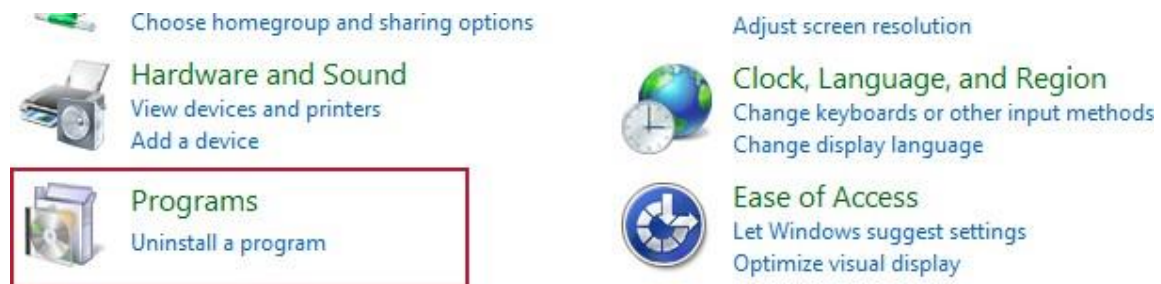 Choose homegroup and sharing options
Hardware and Sound
View devices and printers
Add a device
Programs
Uninstall a program
Adjust screen resolution
Clock, Language, and Region
Change keyboards or other input methods
Change display language
Ease of Access
Let Windows suggest settings
Optimize visual display